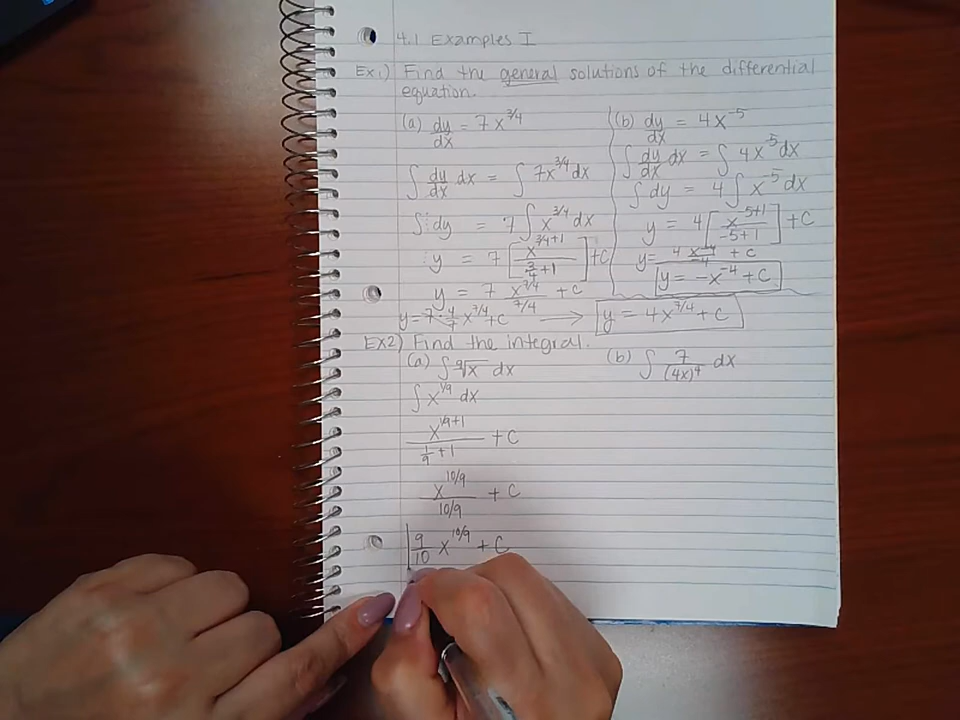 4.1 Examples I
Ex1) Find the general solutions of the differential
equation.
(a) dy/dx = 7x^{3/4}
∫ dy/dx dx = ∫ 7x^{3/4} dx
∫ dy = 7 ∫ x^{3/4} dx
y = 7 [x^{3/4+1} / (3/4+1)] + C
y = 7 x^{7/4} / 7/4 + C
y = 7·4/7 x^{7/4} + C → y = 4x^{7/4} + C
(b) dy/dx = 4x^{-5}
∫ dy/dx dx = ∫ 4x^{-5} dx
∫ dy = 4 ∫ x^{-5} dx
y = 4 [x^{-5+1} / (-5+1)] + C
y = 4 x^{-4} / -4 + C
y = -x^{-4} + C
Ex2) Find the integral.
(a) ∫ ⁹√x dx
∫ x^{1/9} dx
x^{1/9+1} / (1/9+1) + C
x^{10/9} / 10/9 + C
9/10 x^{10/9} + C
(b) ∫ 7/(4x)^4 dx